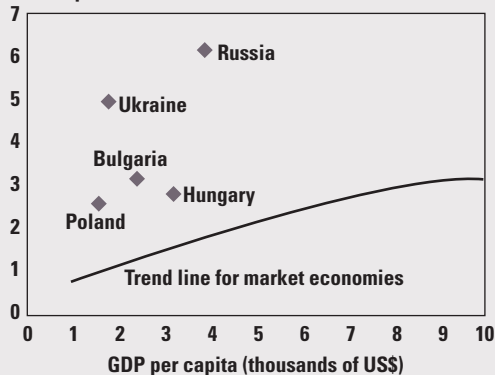 7
6
5
4
3
2
1
0
Russia
Ukraine
Bulgaria
Hungary
Poland
Trend line for market economies
0 1 2 3 4 5 6 7 8 9 10
GDP per capita (thousands of US$)